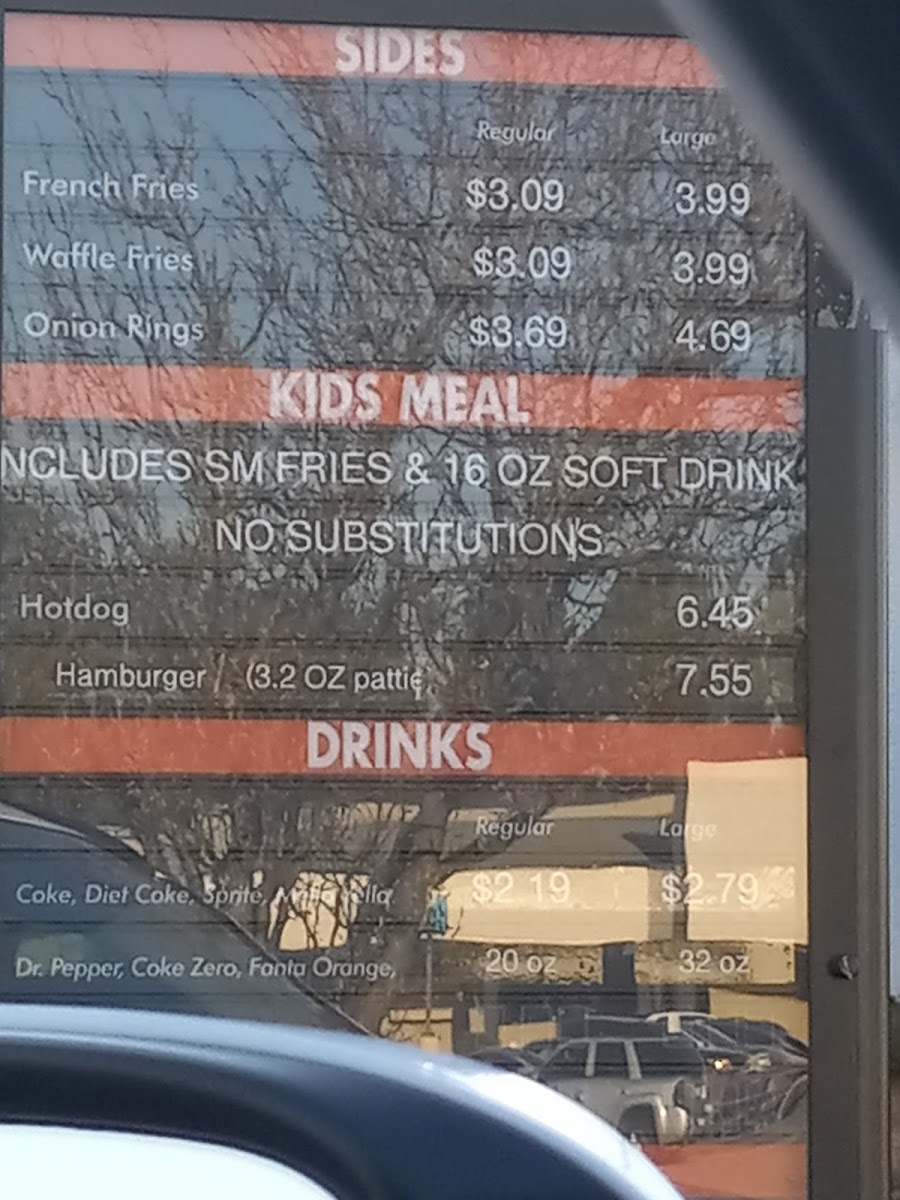 SIDES
Regular Large
French Fries $3.09 3.99
Waffle Fries $3.09 3.99
Onion Rings $3.69 4.69
KIDS MEAL
NCLUDES SM FRIES & 16 OZ SOFT DRINK
NO SUBSTITUTIONS
Hotdog 6.45
Hamburger (3.2 OZ pattie 7.55
DRINKS
Regular Large
Coke, Diet Coke, Sprite, $2 19 $2.79
Dr. Pepper, Coke Zero, Fanta Orange, 20 oz 32 oz